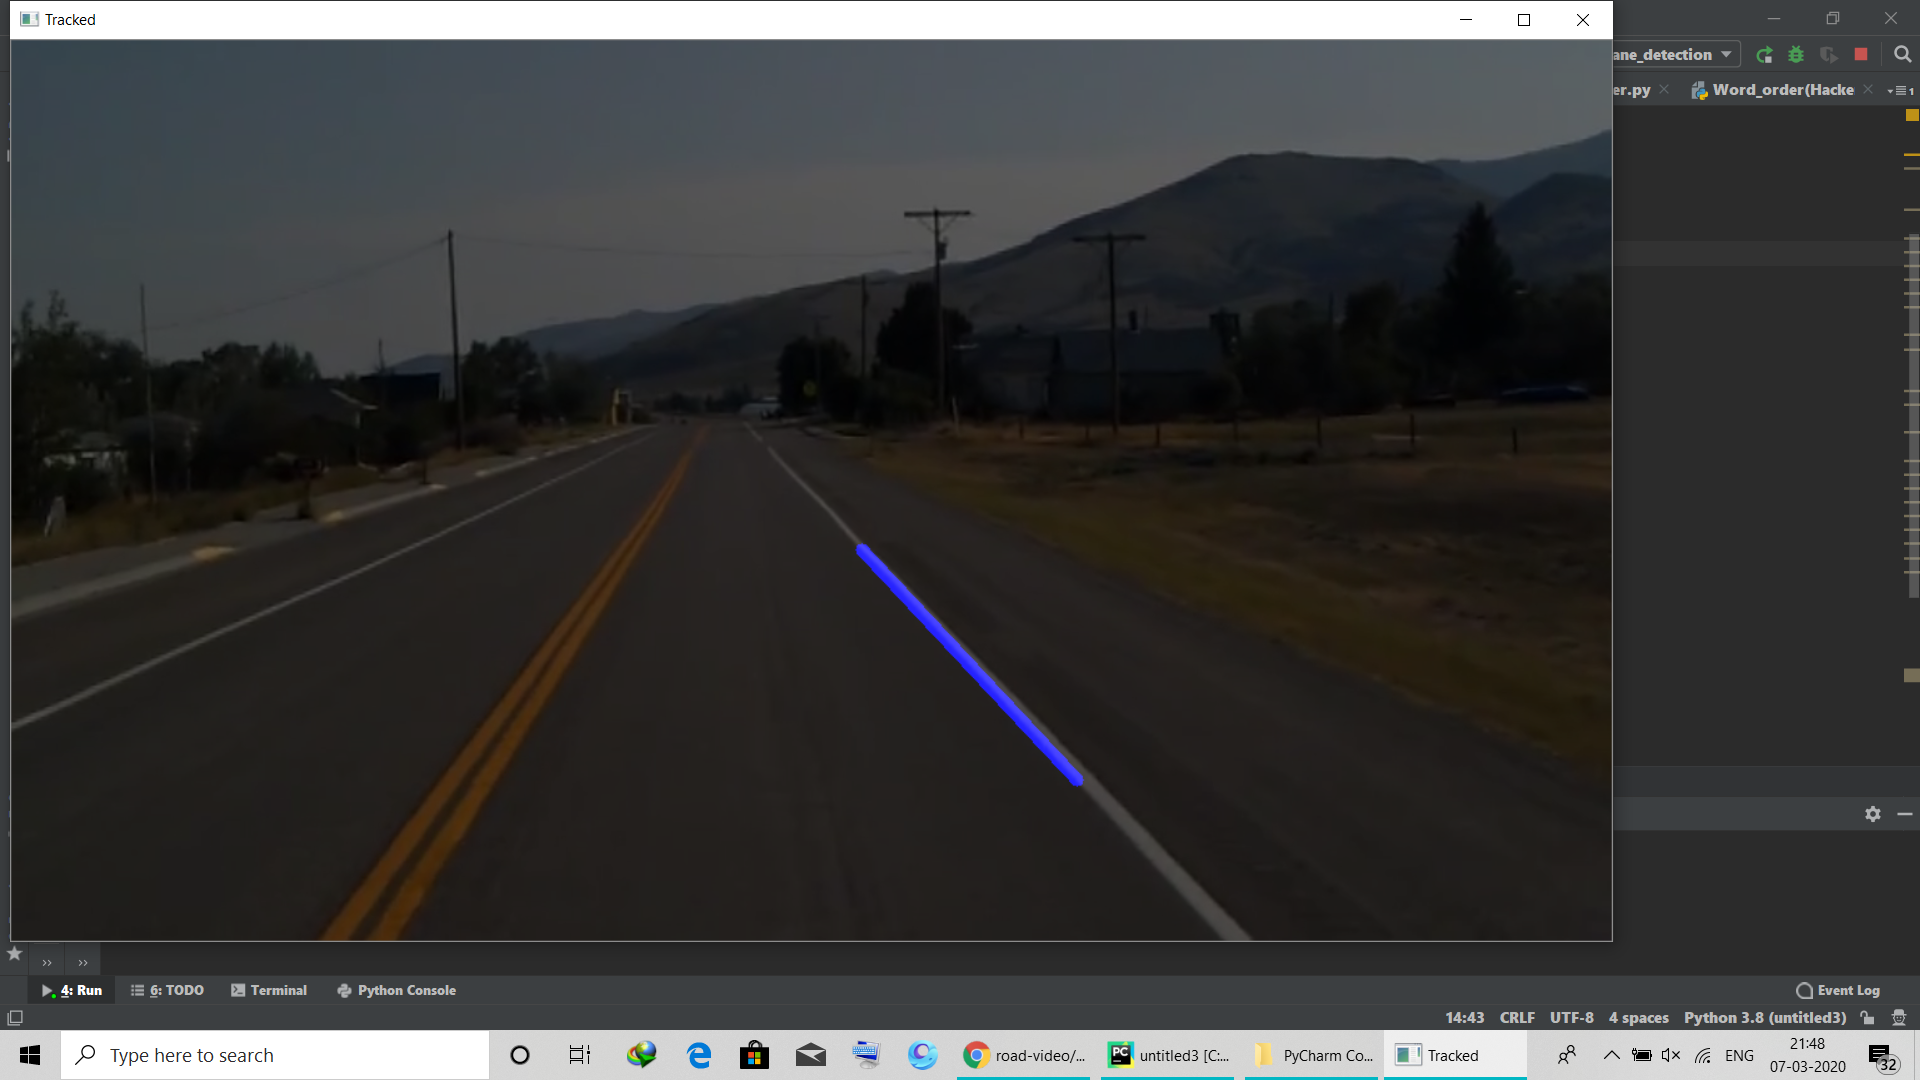 Tracked
ane_detection
er.py
Word_order(Hacke
1
4: Run
6: TODO
Terminal
Python Console
Event Log
14:43 CRLF UTF-8 4 spaces Python 3.8 (untitled3)
Type here to search
road-video/...
PC
untitled3 [C:...
PyCharm Co...
Tracked
ENG
21:48
07-03-2020
32